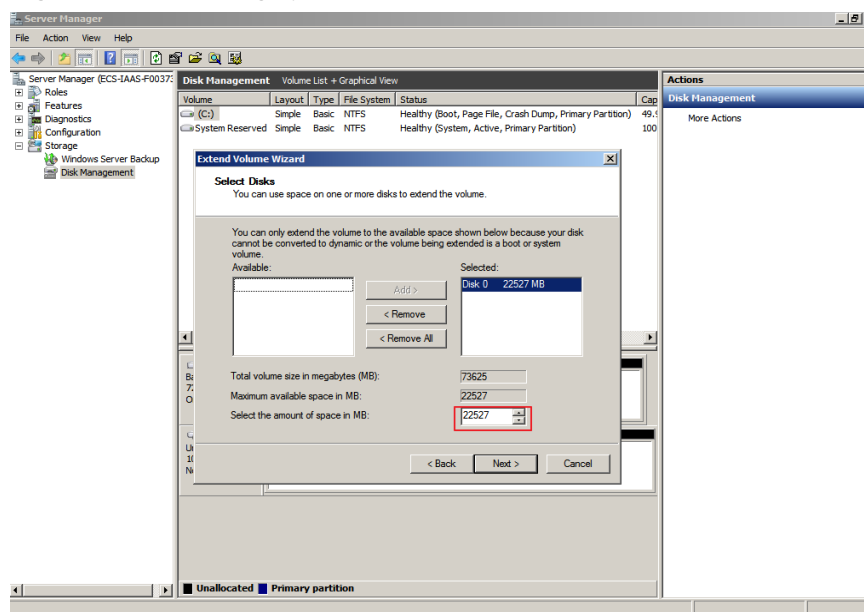 Server Manager
File Action View Help
Server Manager (ECS-IAAS-F00373
Roles
Features
Diagnostics
Configuration
Storage
Windows Server Backup
Disk Management
Disk Management Volume List + Graphical View
Volume Layout Type File System Status Cap
(C:) Simple Basic NTFS Healthy (Boot, Page File, Crash Dump, Primary Partition) 49.9
System Reserved Simple Basic NTFS Healthy (System, Active, Primary Partition) 100
Actions
Disk Management
More Actions
Extend Volume Wizard
Select Disks
You can use space on one or more disks to extend the volume.
You can only extend the volume to the available space shown below because your disk
cannot be converted to dynamic or the volume being extended is a boot or system
volume.
Available: Selected:
Disk 0 22527 MB
Add >
< Remove
< Remove All
Total volume size in megabytes (MB): 73625
Maximum available space in MB: 22527
Select the amount of space in MB: 22527
< Back Next > Cancel
Ba
72
O
Un
10
No
Unallocated Primary partition